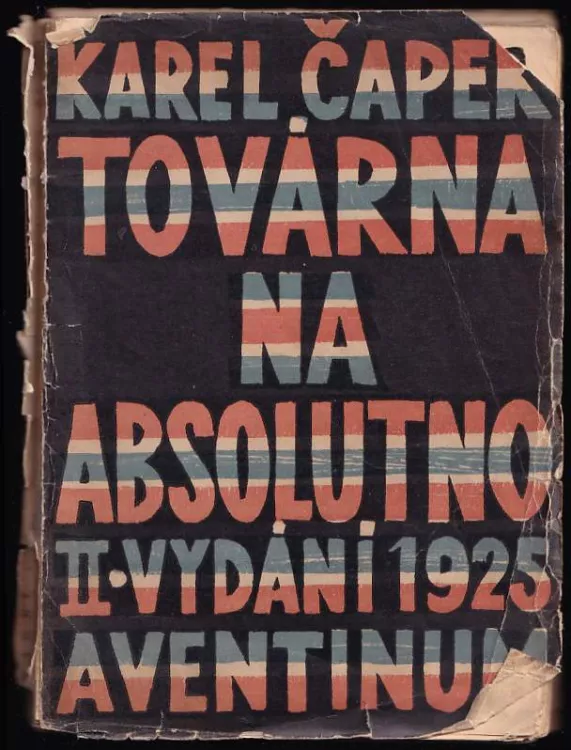 KAREL ČAPEK
TOVÁRNA
NA
ABSOLUTNO
II·VYDÁNÍ 1925
AVENTINUM